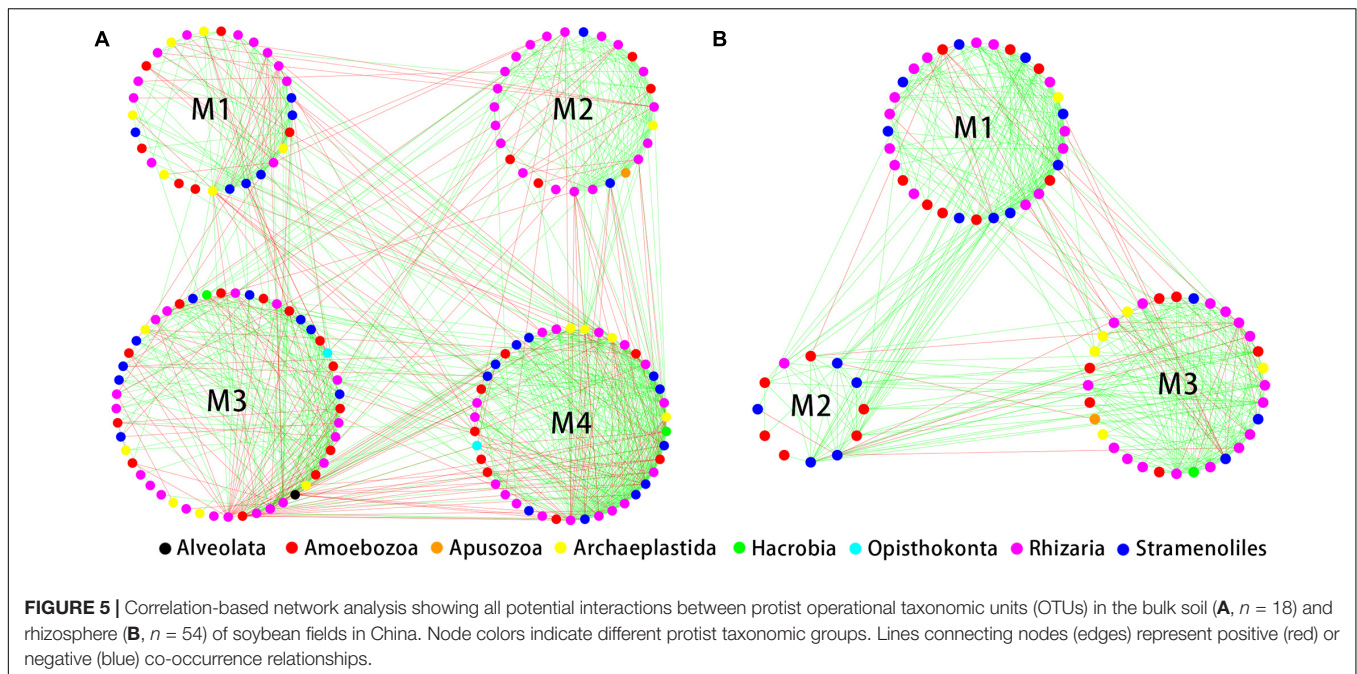 A
B
M1
M2
M1
M3
M4
M2
M3
Alveolata Amoebozoa Apusozoa Archaeplastida Hacrobia Opisthokonta Rhizaria Stramenoliles
FIGURE 5 | Correlation-based network analysis showing all potential interactions between protist operational taxonomic units (OTUs) in the bulk soil (A, n = 18) and
rhizosphere (B, n = 54) of soybean fields in China. Node colors indicate different protist taxonomic groups. Lines connecting nodes (edges) represent positive (red) or
negative (blue) co-occurrence relationships.